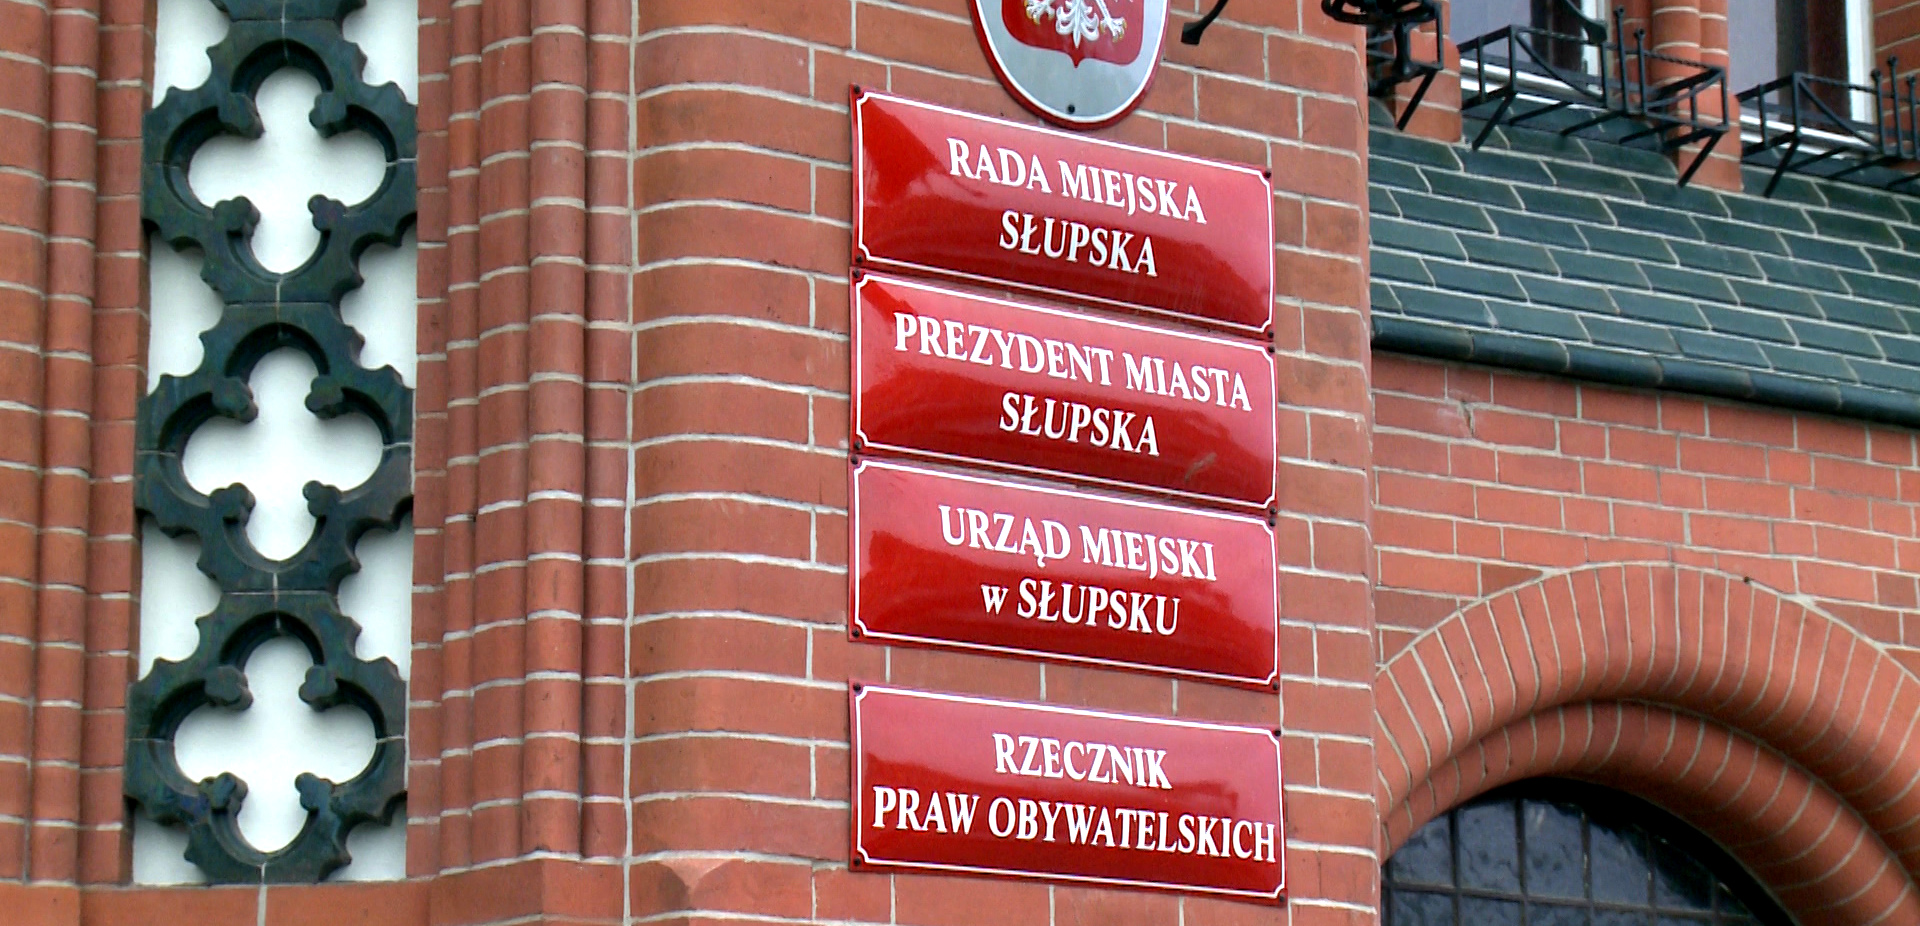 RADA MIEJSKA
SŁUPSKA
PREZYDENT MIASTA
SŁUPSKA
URZĄD MIEJSKI
w SŁUPSKU
RZECZNIK
PRAW OBYWATELSKICH